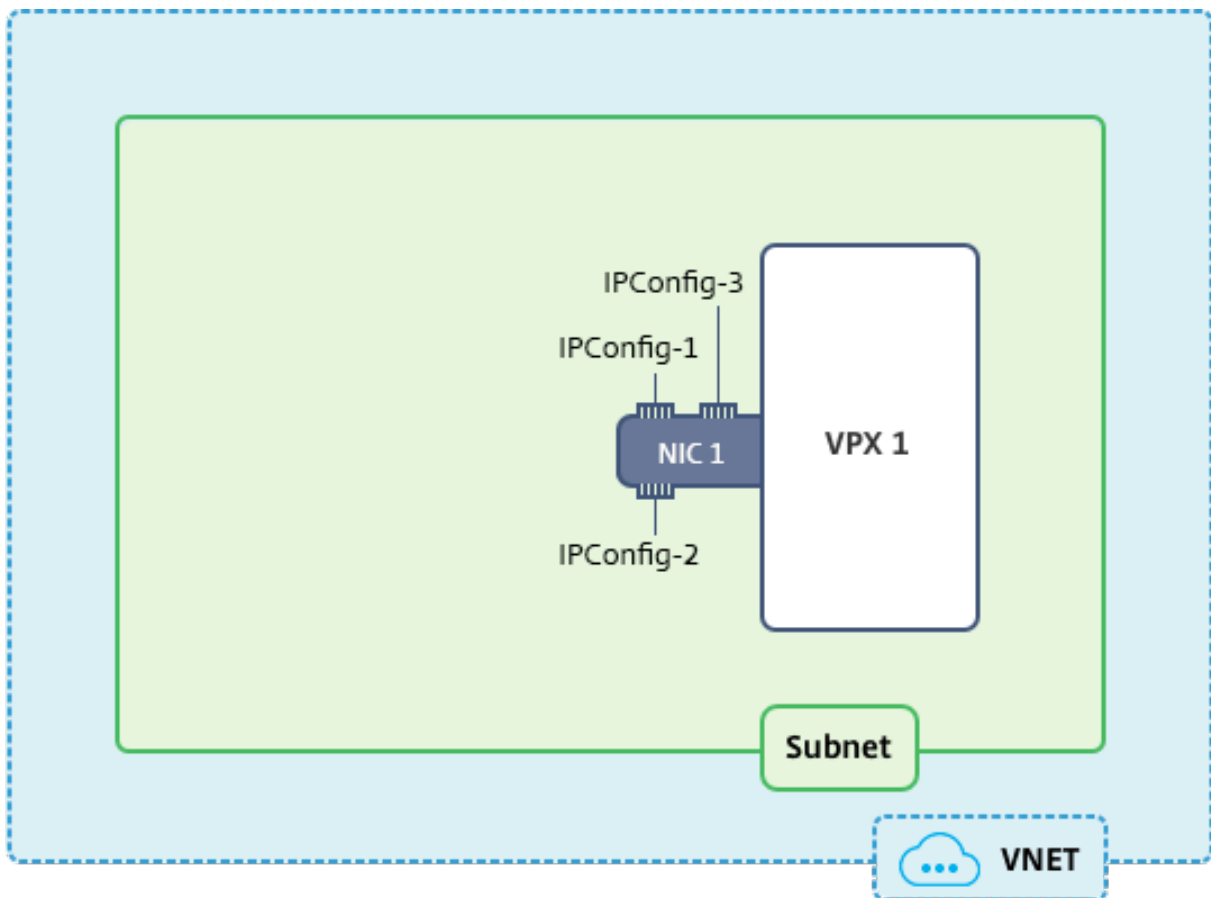 IPConfig-3
IPConfig-1
NIC 1
VPX 1
IPConfig-2
Subnet
VNET